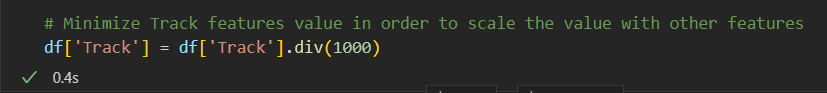 # Minimize Track features value in order to scale the value with other features
df['Track'] = df['Track'].div(1000)
0.4s